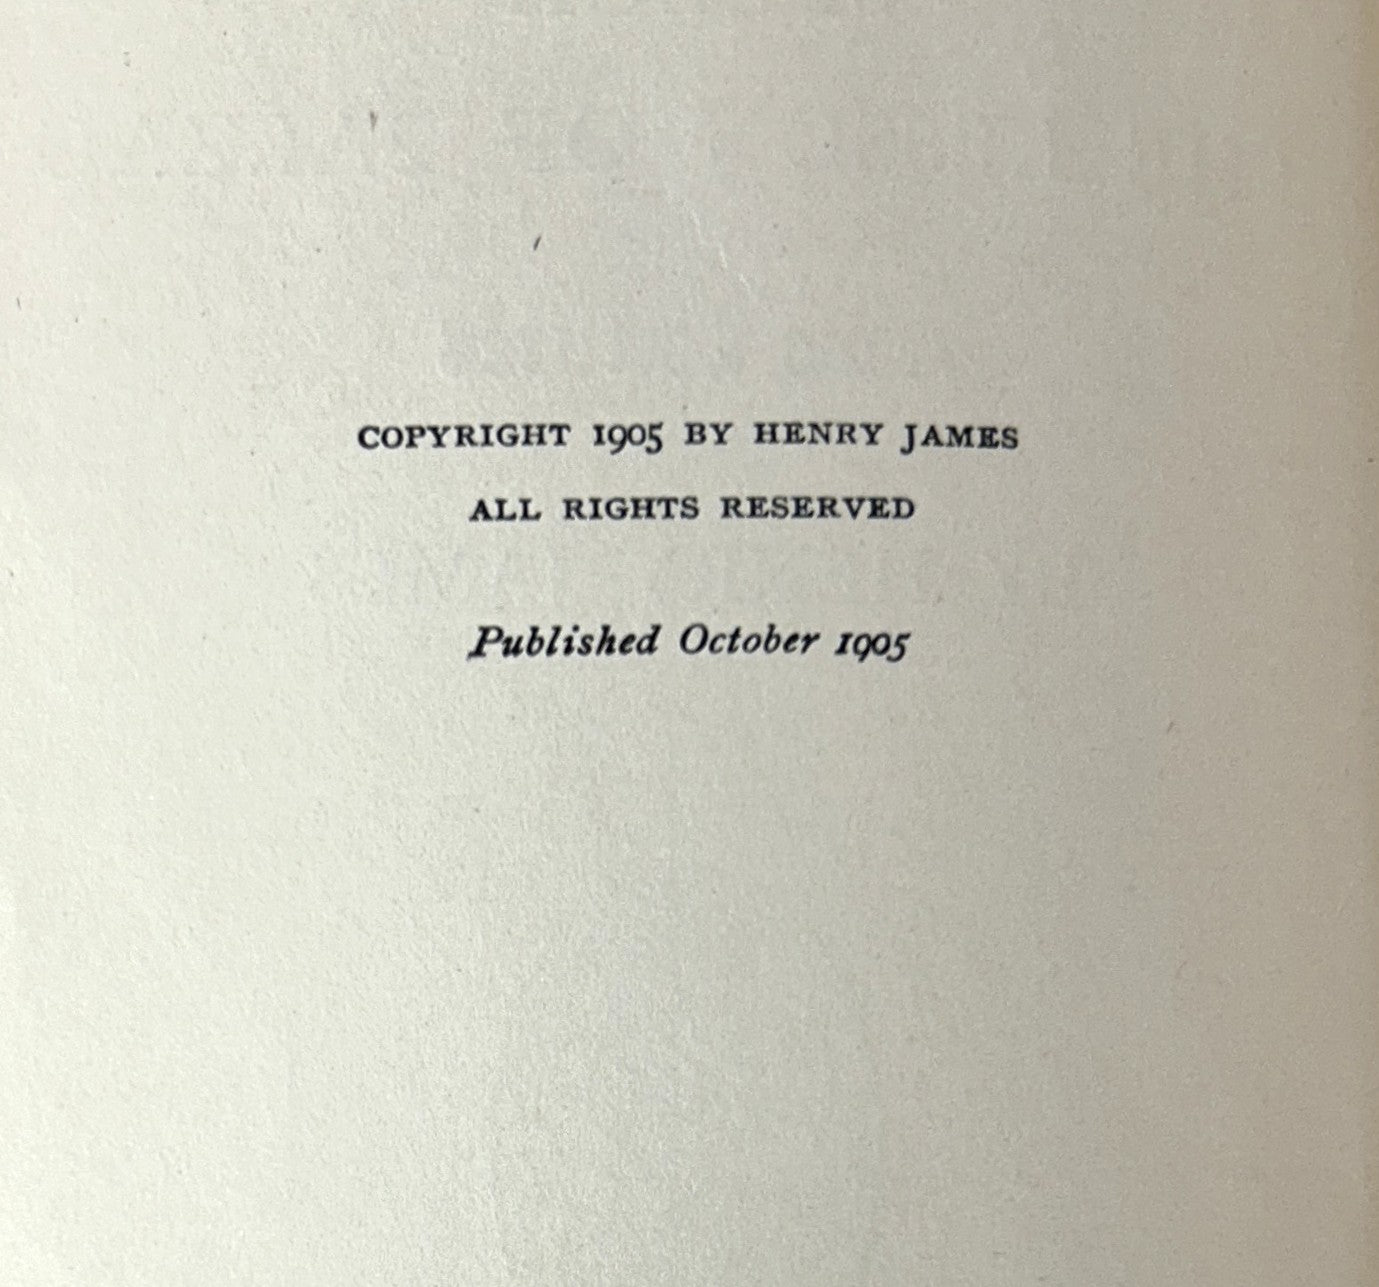 COPYRIGHT 1905 BY HENRY JAMES
ALL RIGHTS RESERVED
Published October 1905